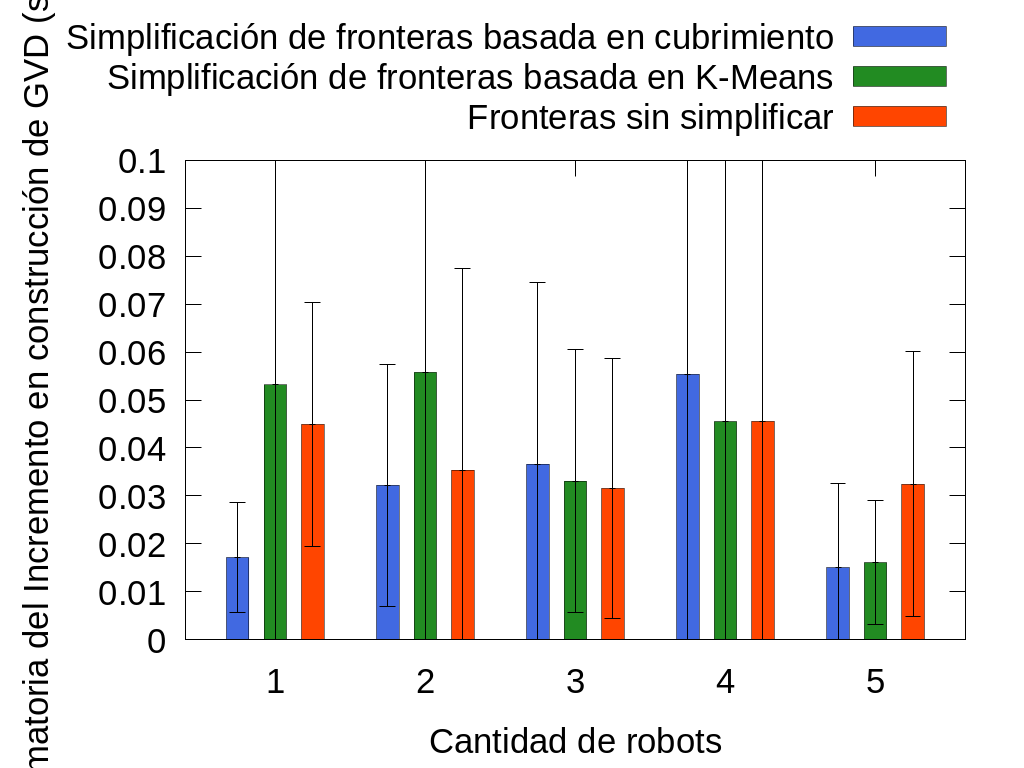 Simplificación de fronteras basada en cubrimiento
Simplificación de fronteras basada en K-Means
Fronteras sin simplificar
matoria del Incremento en construcción de GVD (s
0.1
0.09
0.08
0.07
0.06
0.05
0.04
0.03
0.02
0.01
0
1 2 3 4 5
Cantidad de robots